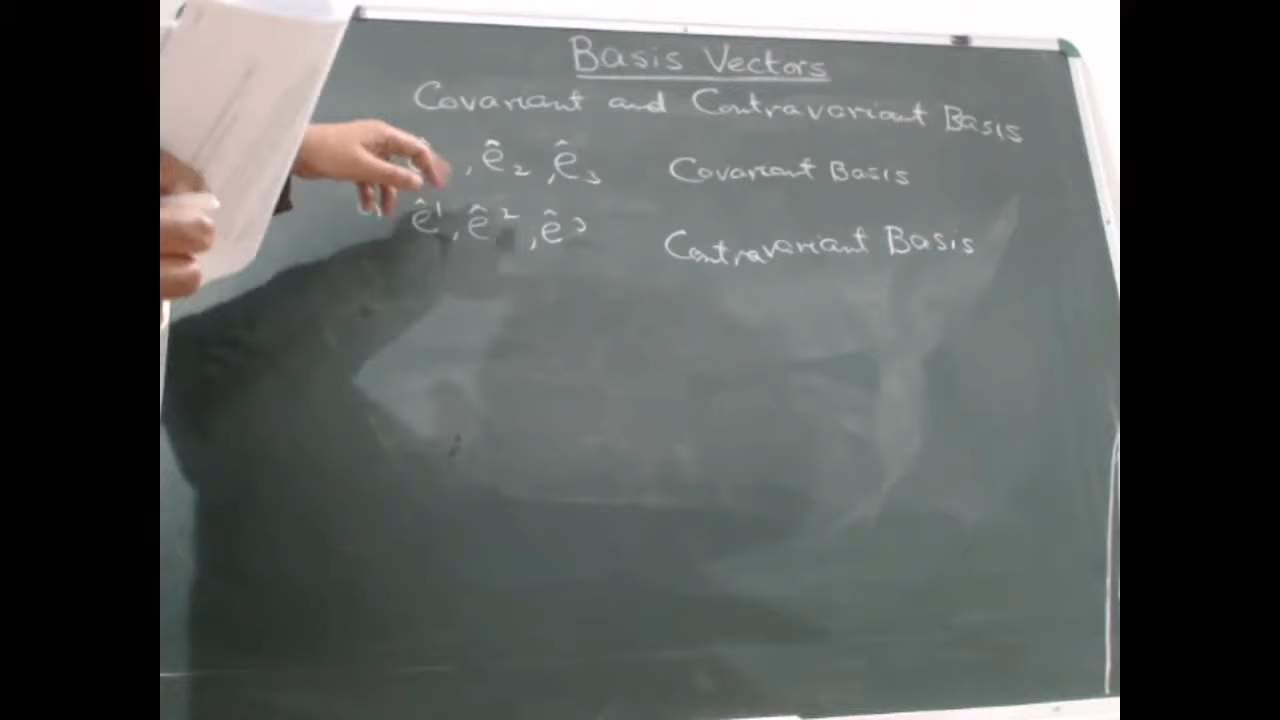 Basis Vectors
Covariant and Contravariant Basis
, ê₂, ê₃ Covariant Basis
ê¹, ê², ê³ Contravariant Basis